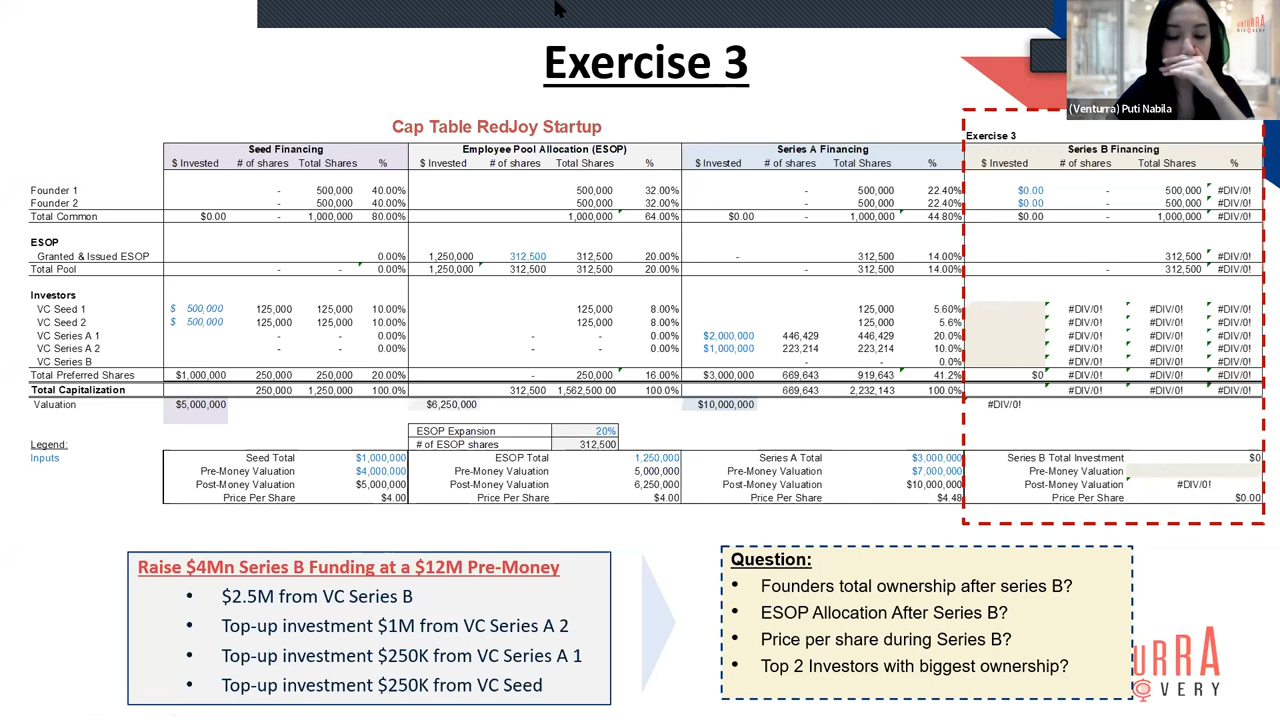 Exercise 3
(Venturra) Puti Nabila
Cap Table RedJoy Startup
Exercise 3
Seed Financing Employee Pool Allocation (ESOP) Series A Financing Series B Financing
$ Invested # of shares Total Shares % $ Invested # of shares Total Shares % $ Invested # of shares Total Shares % $ Invested # of shares Total Shares %
Founder 1 - 500,000 40.00% 500,000 32.00% - 500,000 22.40% $0.00 - 500,000 #DIV/0!
Founder 2 - 500,000 40.00% 500,000 32.00% - 500,000 22.40% $0.00 - 500,000 #DIV/0!
Total Common $0.00 - 1,000,000 80.00% 1,000,000 64.00% $0.00 - 1,000,000 44.80% $0.00 - 1,000,000 #DIV/0!
ESOP
Granted & Issued ESOP 0.00% 1,250,000 312,500 312,500 20.00% - 312,500 14.00% 312,500 #DIV/0!
Total Pool - - 0.00% 1,250,000 312,500 312,500 20.00% - 312,500 14.00% - 312,500 #DIV/0!
Investors
VC Seed 1 $ 500,000 125,000 125,000 10.00% 125,000 8.00% 125,000 5.60% #DIV/0! #DIV/0! #DIV/0!
VC Seed 2 $ 500,000 125,000 125,000 10.00% 125,000 8.00% 125,000 5.6% #DIV/0! #DIV/0! #DIV/0!
VC Series A 1 - - 0.00% - - 0.00% $2,000,000 446,429 446,429 20.0% #DIV/0! #DIV/0! #DIV/0!
VC Series A 2 - - 0.00% - - 0.00% $1,000,000 223,214 223,214 10.0% #DIV/0! #DIV/0! #DIV/0!
VC Series B - - 0.0% #DIV/0! #DIV/0! #DIV/0!
Total Preferred Shares $1,000,000 250,000 250,000 20.00% - 250,000 16.00% $3,000,000 669,643 919,643 41.2% $0 #DIV/0! #DIV/0! #DIV/0!
Total Capitalization 250,000 1,250,000 100.0% 312,500 1,562,500.00 100.0% 669,643 2,232,143 100.0% #DIV/0! #DIV/0! #DIV/0!
Valuation $5,000,000 $6,250,000 $10,000,000 #DIV/0!
ESOP Expansion 20%
Legend: # of ESOP shares 312,500
Inputs Seed Total $1,000,000 ESOP Total 1,250,000 Series A Total $3,000,000 Series B Total Investment $0
Pre-Money Valuation $4,000,000 Pre-Money Valuation 5,000,000 Pre-Money Valuation $7,000,000 Pre-Money Valuation
Post-Money Valuation $5,000,000 Post-Money Valuation 6,250,000 Post-Money Valuation $10,000,000 Post-Money Valuation #DIV/0!
Price Per Share $4.00 Price Per Share $4.00 Price Per Share $4.48 Price Per Share $0.00
Raise $4Mn Series B Funding at a $12M Pre-Money
• $2.5M from VC Series B
• Top-up investment $1M from VC Series A 2
• Top-up investment $250K from VC Series A 1
• Top-up investment $250K from VC Seed
Question:
• Founders total ownership after series B?
• ESOP Allocation After Series B?
• Price per share during Series B?
• Top 2 Investors with biggest ownership?
URRA
OVERY